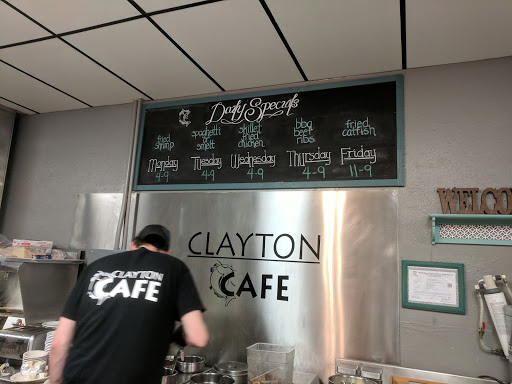 Daily Specials
fried shrimp
spaghetti or smelt
skillet fried chicken
bbq beef ribs
fried catfish
Monday Tuesday Wednesday Thursday Friday
4-9 4-9 4-9 4-9 11-9
WELCO
CLAYTON
CAFE
CLAYTON
CAFE